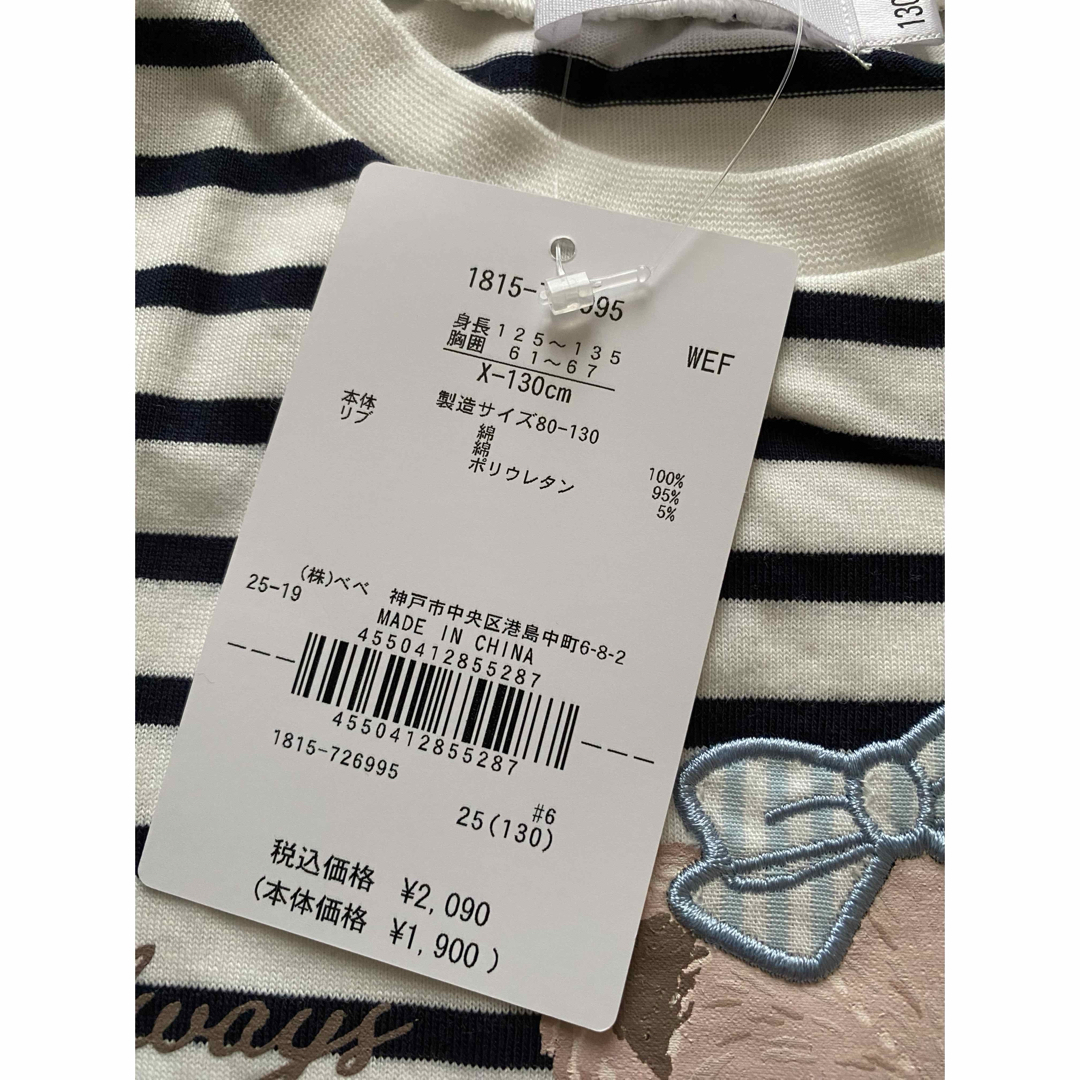 130
1815-7 995
身長125～135
胸囲 61～67
X-130cm
WEF
製造サイズ80-130
本体 綿 100%
リブ 綿 95%
ポリウレタン 5%
25-19 (株)べべ 神戸市中央区港島中町6-8-2
MADE IN CHINA
4550412855287
4550412855287
1815-726995
#6
25(130)
税込価格 ¥2,090
(本体価格 ¥1,900)